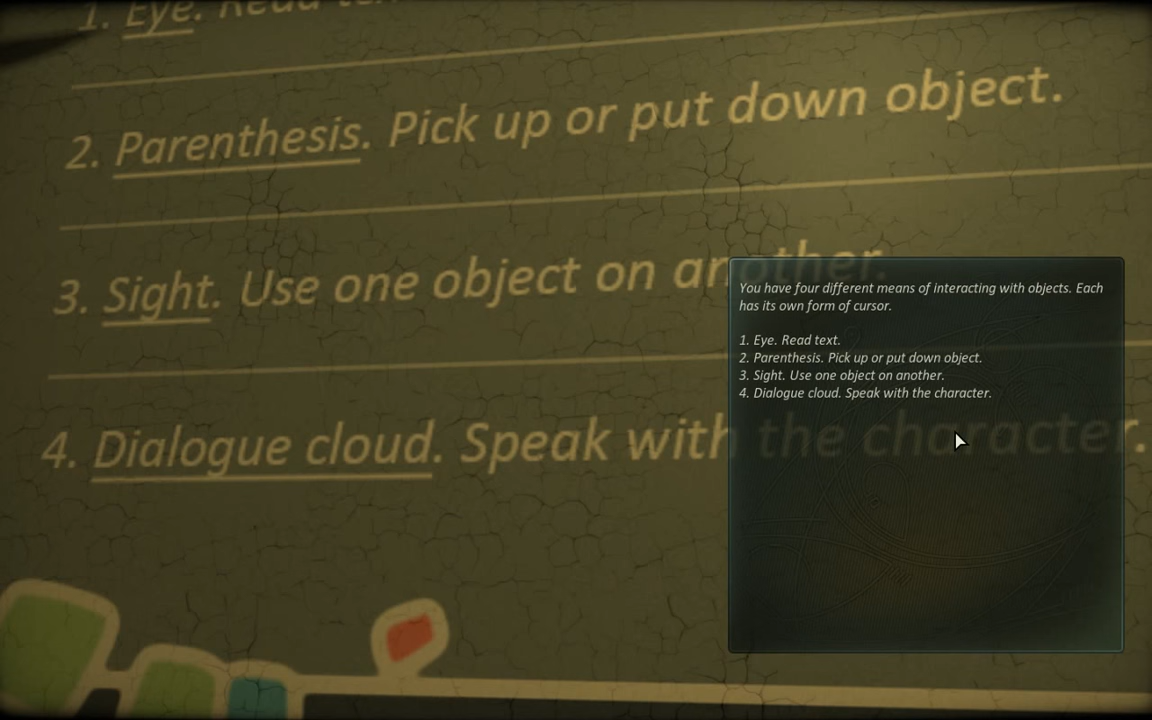 1. Eye. Read
2. Parenthesis. Pick up or put down object.
3. Sight. Use one object on another.
4. Dialogue cloud. Speak with the character.
You have four different means of interacting with objects. Each
has its own form of cursor.
1. Eye. Read text.
2. Parenthesis. Pick up or put down object.
3. Sight. Use one object on another.
4. Dialogue cloud. Speak with the character.